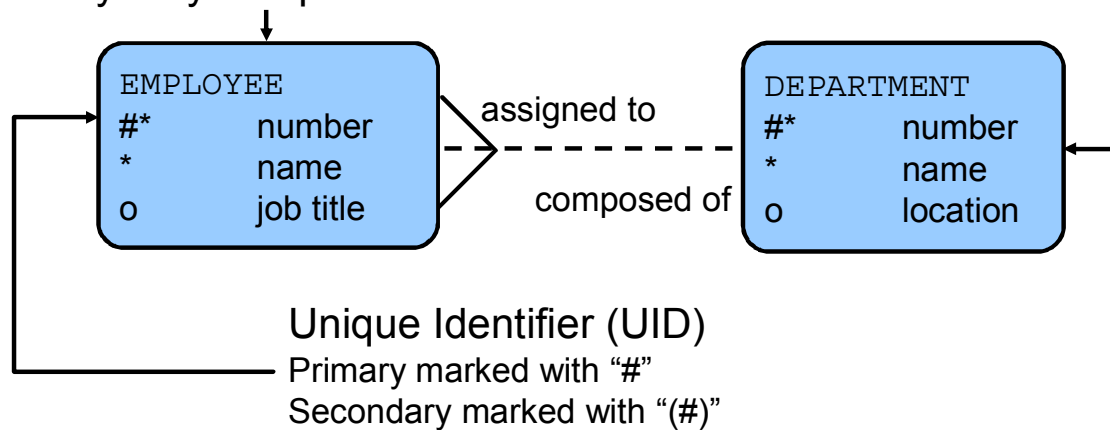 EMPLOYEE
#* number
* name
o job title
assigned to
composed of
DEPARTMENT
#* number
* name
o location
Unique Identifier (UID)
Primary marked with “#”
Secondary marked with “(#)”